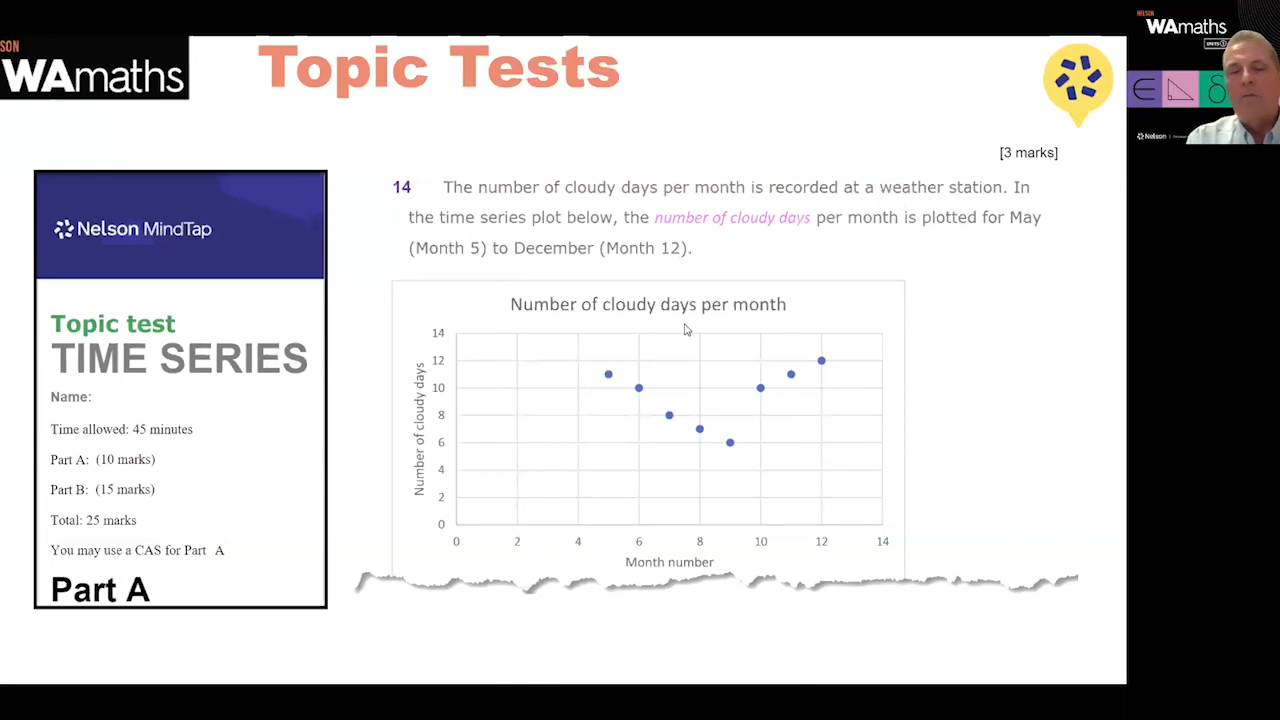 SON
WAmaths
Topic Tests
NELSON
WAmaths
UNITS 3
Nelson
[3 marks]
Nelson MindTap
Topic test
TIME SERIES
Name:
Time allowed: 45 minutes
Part A: (10 marks)
Part B: (15 marks)
Total: 25 marks
You may use a CAS for Part A
Part A
14 The number of cloudy days per month is recorded at a weather station. In
the time series plot below, the number of cloudy days per month is plotted for May
(Month 5) to December (Month 12).
Number of cloudy days per month
Number of cloudy days
14
12
10
8
6
4
2
0
0 2 4 6 8 10 12 14
Month number